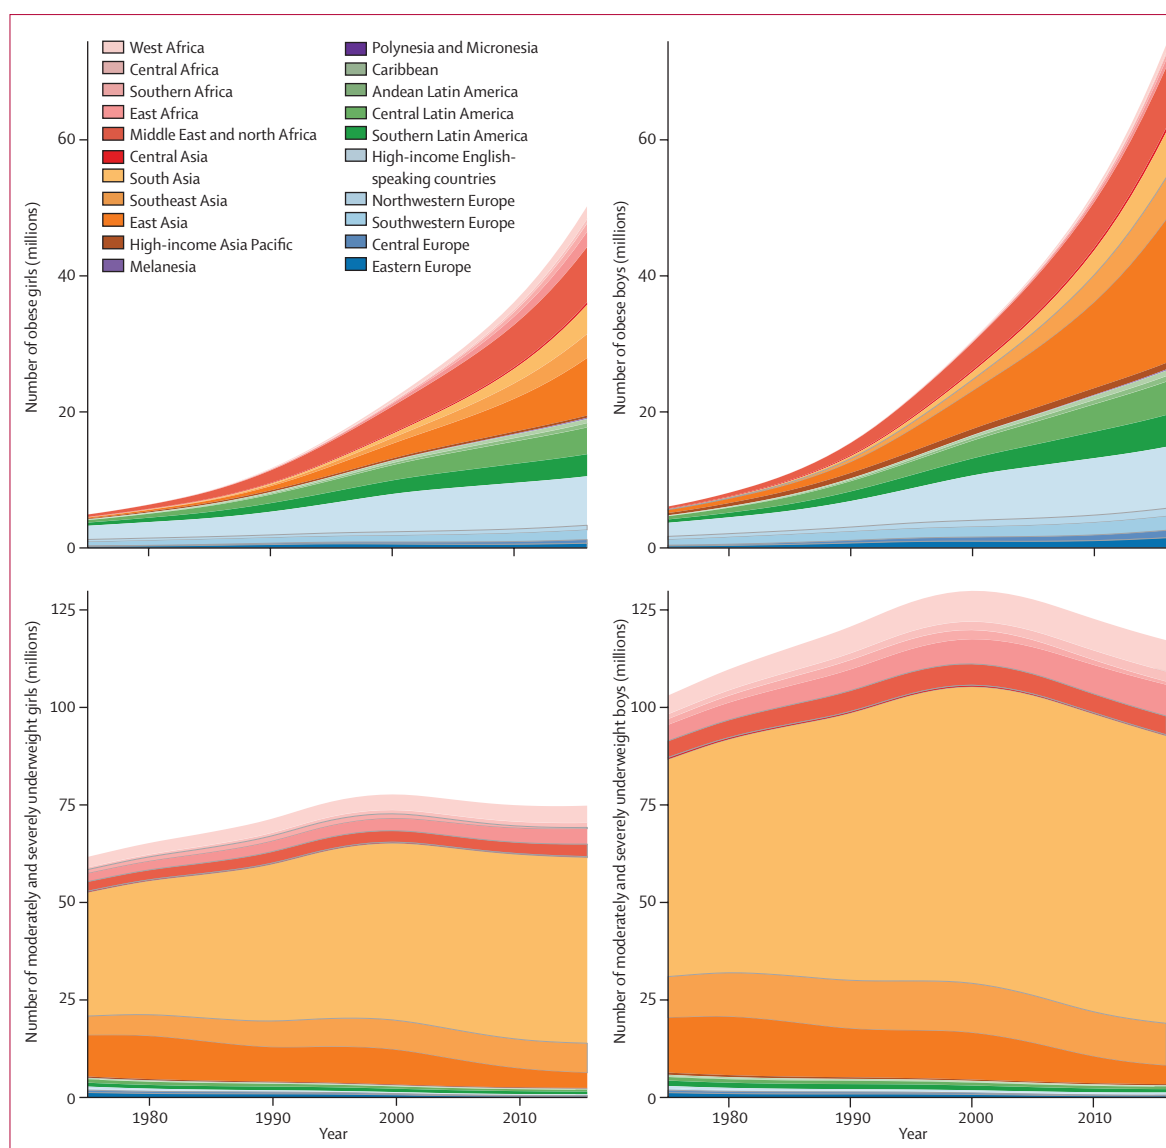 West Africa
Central Africa
Southern Africa
East Africa
Middle East and north Africa
Central Asia
South Asia
Southeast Asia
East Asia
High-income Asia Pacific
Melanesia
Polynesia and Micronesia
Caribbean
Andean Latin America
Central Latin America
Southern Latin America
High-income English-
speaking countries
Northwestern Europe
Southwestern Europe
Central Europe
Eastern Europe
Number of obese girls (millions)
60
40
20
0
Number of obese boys (millions)
60
40
20
0
Number of moderately and severely underweight girls (millions)
125
100
75
50
25
0
1980
1990
2000
2010
Year
Number of moderately and severely underweight boys (millions)
125
100
75
50
25
0
1980
1990
2000
2010
Year